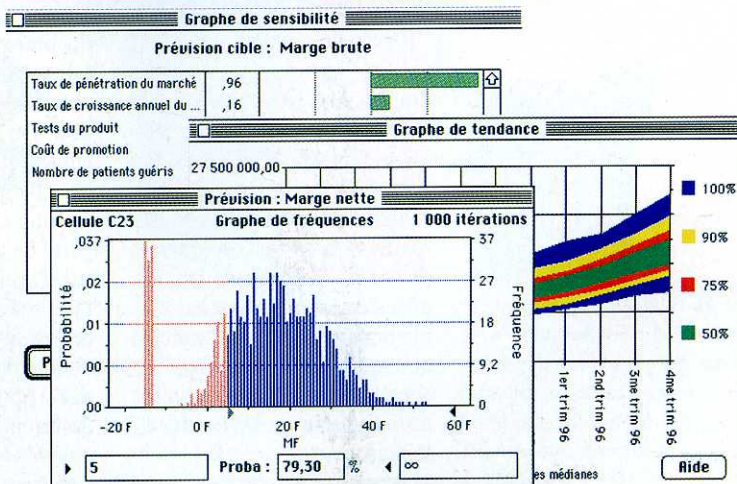 Graphe de sensibilité
Prévision cible : Marge brute
Taux de pénétration du marché ,96
Taux de croissance annuel du ... ,16
Tests du produit
Coût de promotion
Nombre de patients guéris
Graphe de tendance
27 500 000,00
100%
90%
75%
50%
1er trim 96
2nd trim 96
3me trim 96
4me trim 96
es médianes
Aide
Prévision : Marge nette
Cellule C23 Graphe de fréquences 1 000 itérations
Probabilité
,037
,02
,01
,00
,00
37
27
18
9,2
0
Fréquence
-20 F 0 F 20 F 40 F 60 F
MF
5 Proba : 79,30 % ∞
P